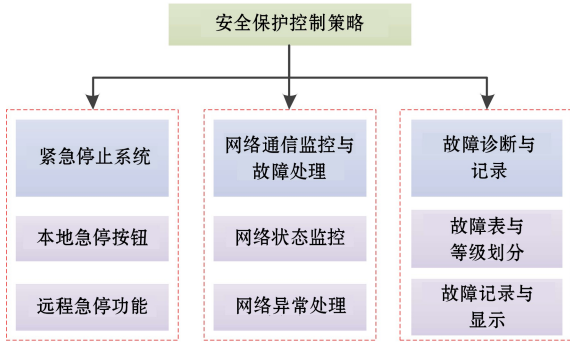 安全保护控制策略
紧急停止系统
本地急停按钮
远程急停功能
网络通信监控与
故障处理
网络状态监控
网络异常处理
故障诊断与
记录
故障表与
等级划分
故障记录与
显示